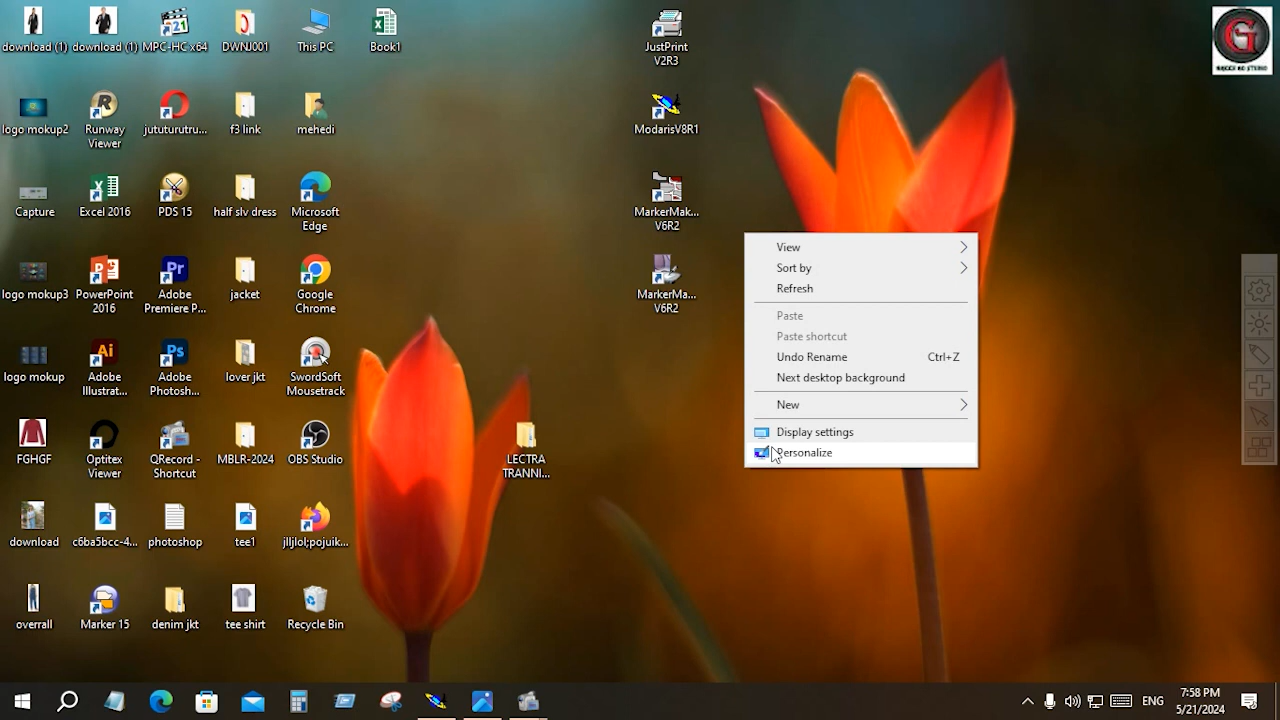 download (1)
download (1)
MPC-HC x64
DWNJ001
This PC
Book1
logo mokup2
Runway
Viewer
jututurutru...
f3 link
mehedi
Capture
Excel 2016
PDS 15
half slv dress
Microsoft
Edge
logo mokup3
PowerPoint
2016
Adobe
Premiere P...
jacket
Google
Chrome
logo mokup
Adobe
Illustrat...
Adobe
Photosh...
lover jkt
SwordSoft
Mousetrack
FGHGF
Optitex
Viewer
QRecord -
Shortcut
MBLR-2024
OBS Studio
download
c6ba5bcc-4...
photoshop
tee1
jlljlol;pojuik...
overrall
Marker 15
denim jkt
tee shirt
Recycle Bin
LECTRA
TRANNI...
JustPrint
V2R3
ModarisV8R1
MarkerMak...
V6R2
MarkerMa...
V6R2
View
Sort by
Refresh
Paste
Paste shortcut
Undo Rename Ctrl+Z
Next desktop background
New
Display settings
Personalize
ENG
7:58 PM
5/21/2024